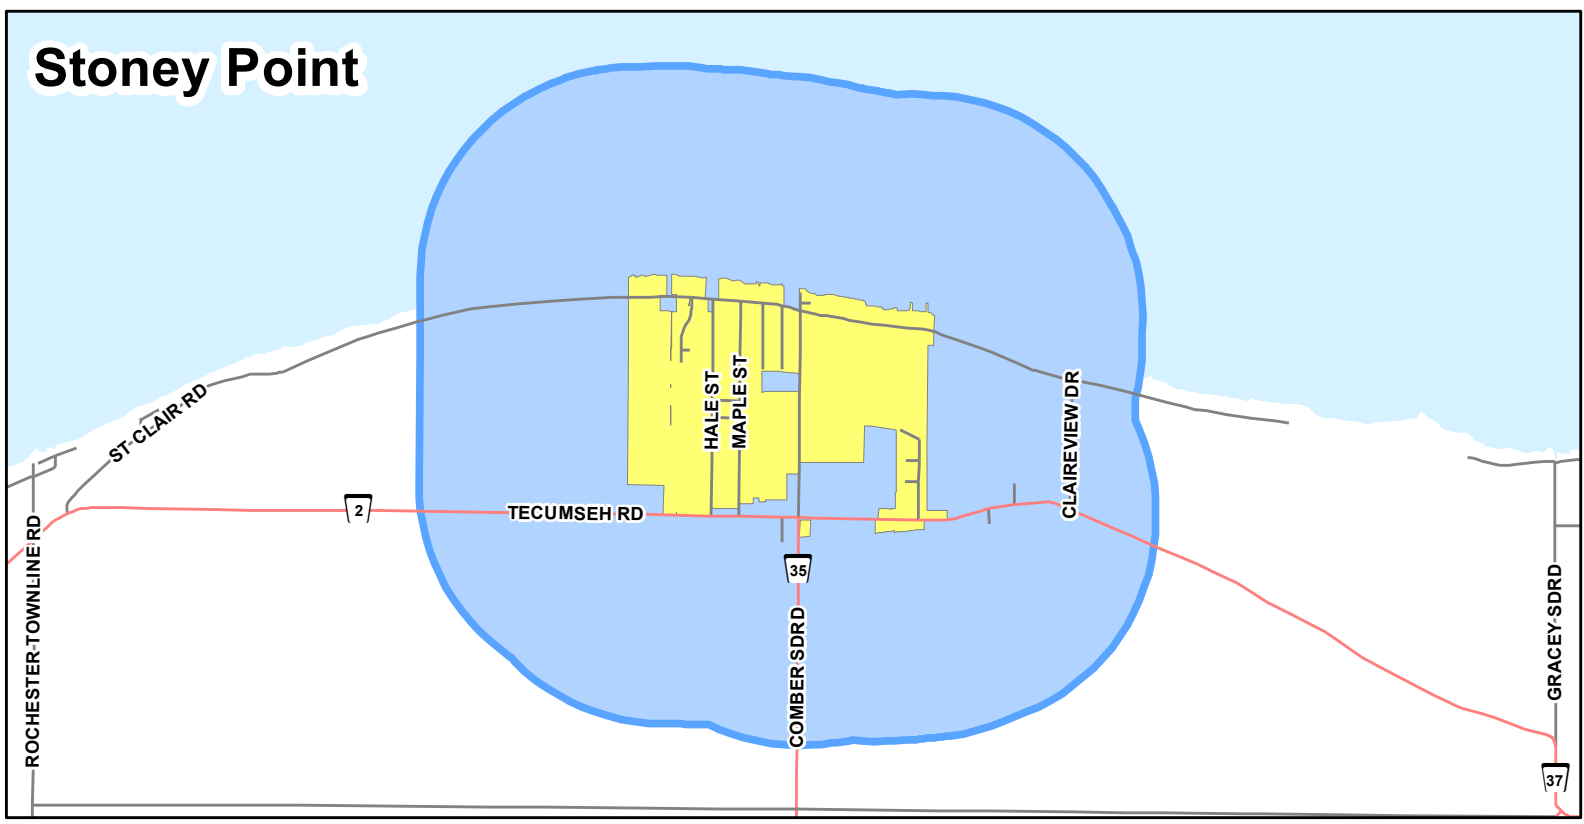 Stoney Point
ST CLAIR RD
HALE ST
MAPLE ST
CLAIREVIEW DR
2
TECUMSEH RD
35
ROCHESTER TOWNLINE RD
COMBER SDRD
GRACEY SDRD
37